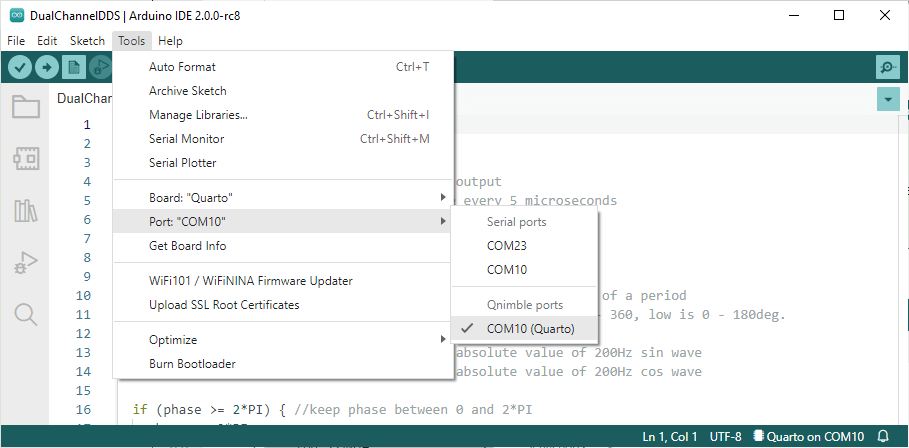 DualChannelDDS | Arduino IDE 2.0.0-rc8
File Edit Sketch Tools Help
DualChan
Auto Format Ctrl+T
Archive Sketch
Manage Libraries... Ctrl+Shift+I
Serial Monitor Ctrl+Shift+M
Serial Plotter
Board: "Quarto"
Port: "COM10"
Get Board Info
WiFi101 / WiFiNINA Firmware Updater
Upload SSL Root Certificates
Optimize
Burn Bootloader
Serial ports
COM23
COM10
Qnimble ports
COM10 (Quarto)
1
2
3
4 output
5 every 5 microseconds
6
7
8
9
10 of a period
11 - 360, low is 0 - 180deg.
12
13 absolute value of 200Hz sin wave
14 absolute value of 200Hz cos wave
15
16 if (phase >= 2*PI) { //keep phase between 0 and 2*PI
Ln 1, Col 1 UTF-8 Quarto on COM10